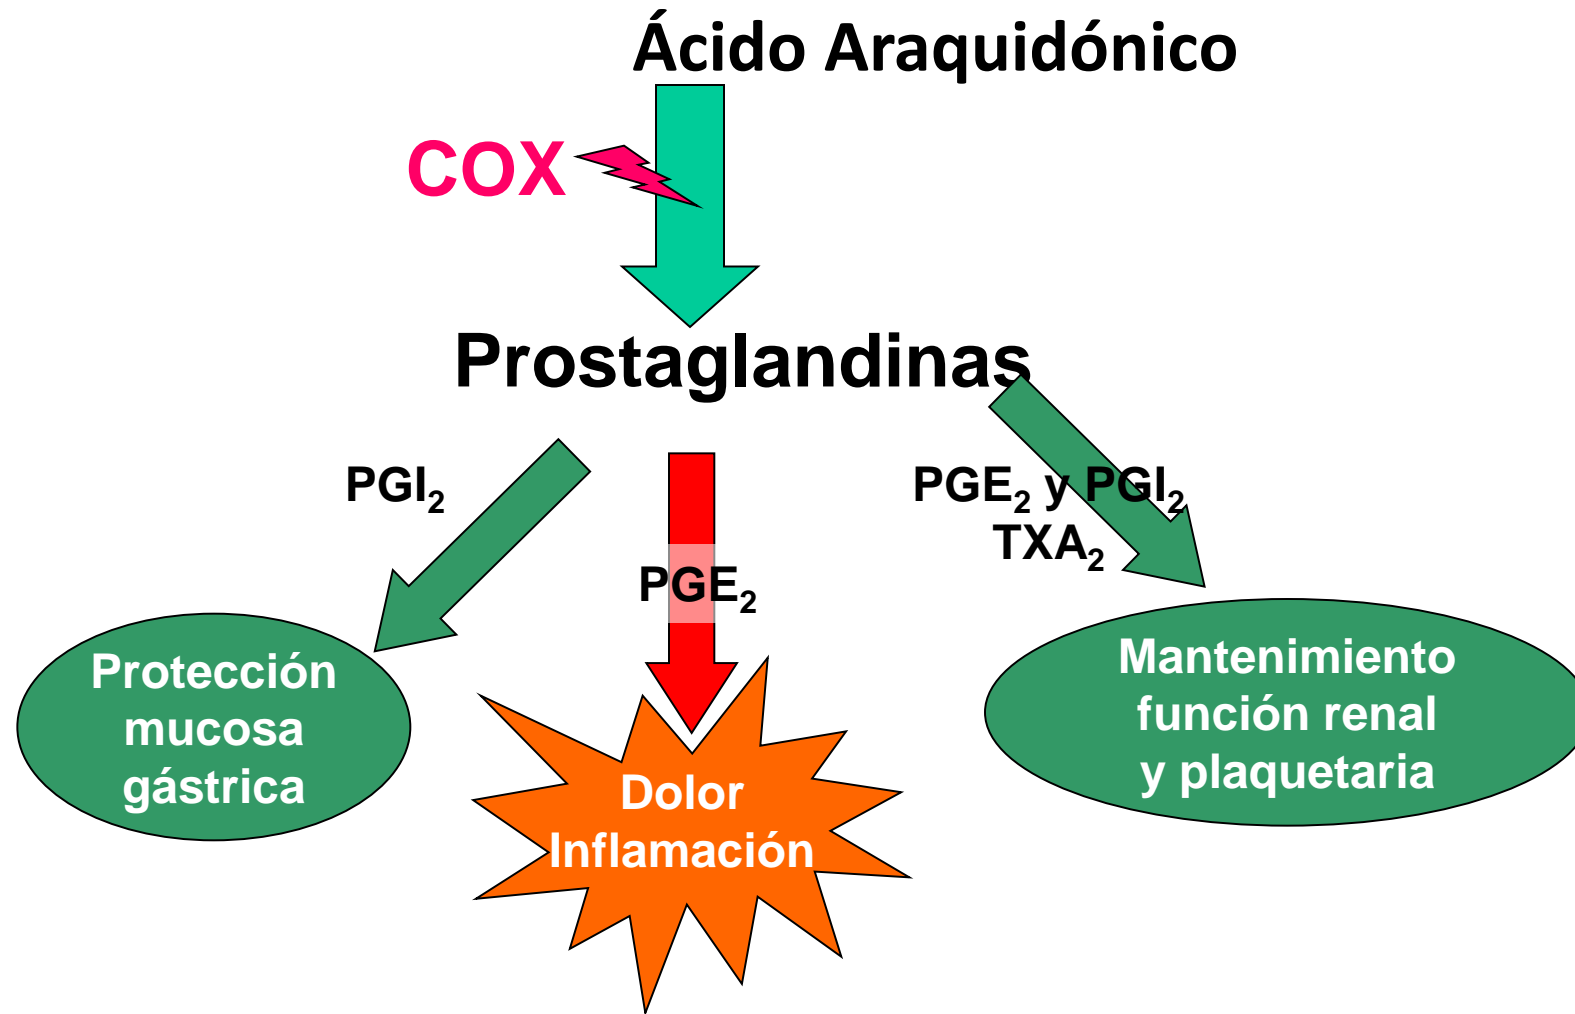 Ácido Araquidónico
COX
Prostaglandinas
PGI₂
PGE₂ y PGI₂
TXA₂
PGE₂
Protección
mucosa
gástrica
Dolor
Inflamación
Mantenimiento
función renal
y plaquetaria